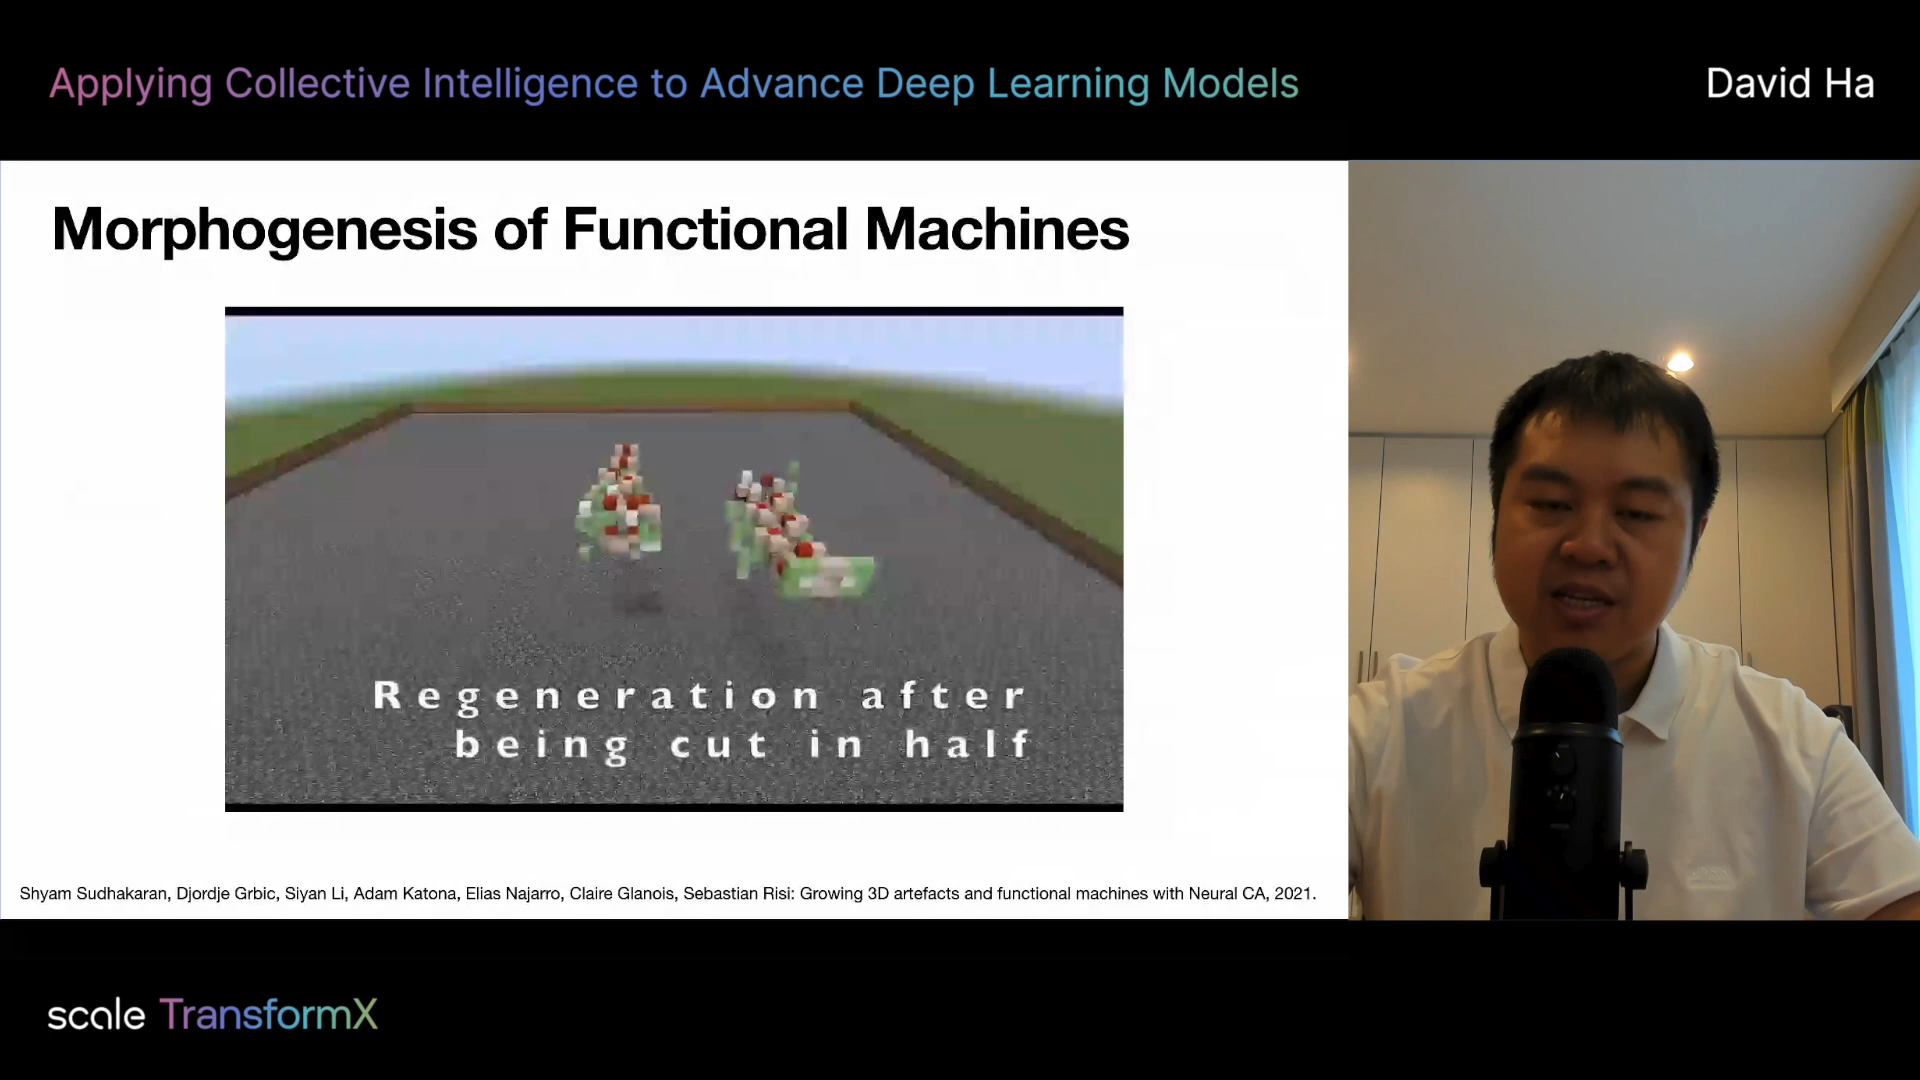 Applying Collective Intelligence to Advance Deep Learning Models
David Ha
Morphogenesis of Functional Machines
Regeneration after
being cut in half
Shyam Sudhakaran, Djordje Grbic, Siyan Li, Adam Katona, Elias Najarro, Claire Glanois, Sebastian Risi: Growing 3D artefacts and functional machines with Neural CA, 2021.
scale TransformX